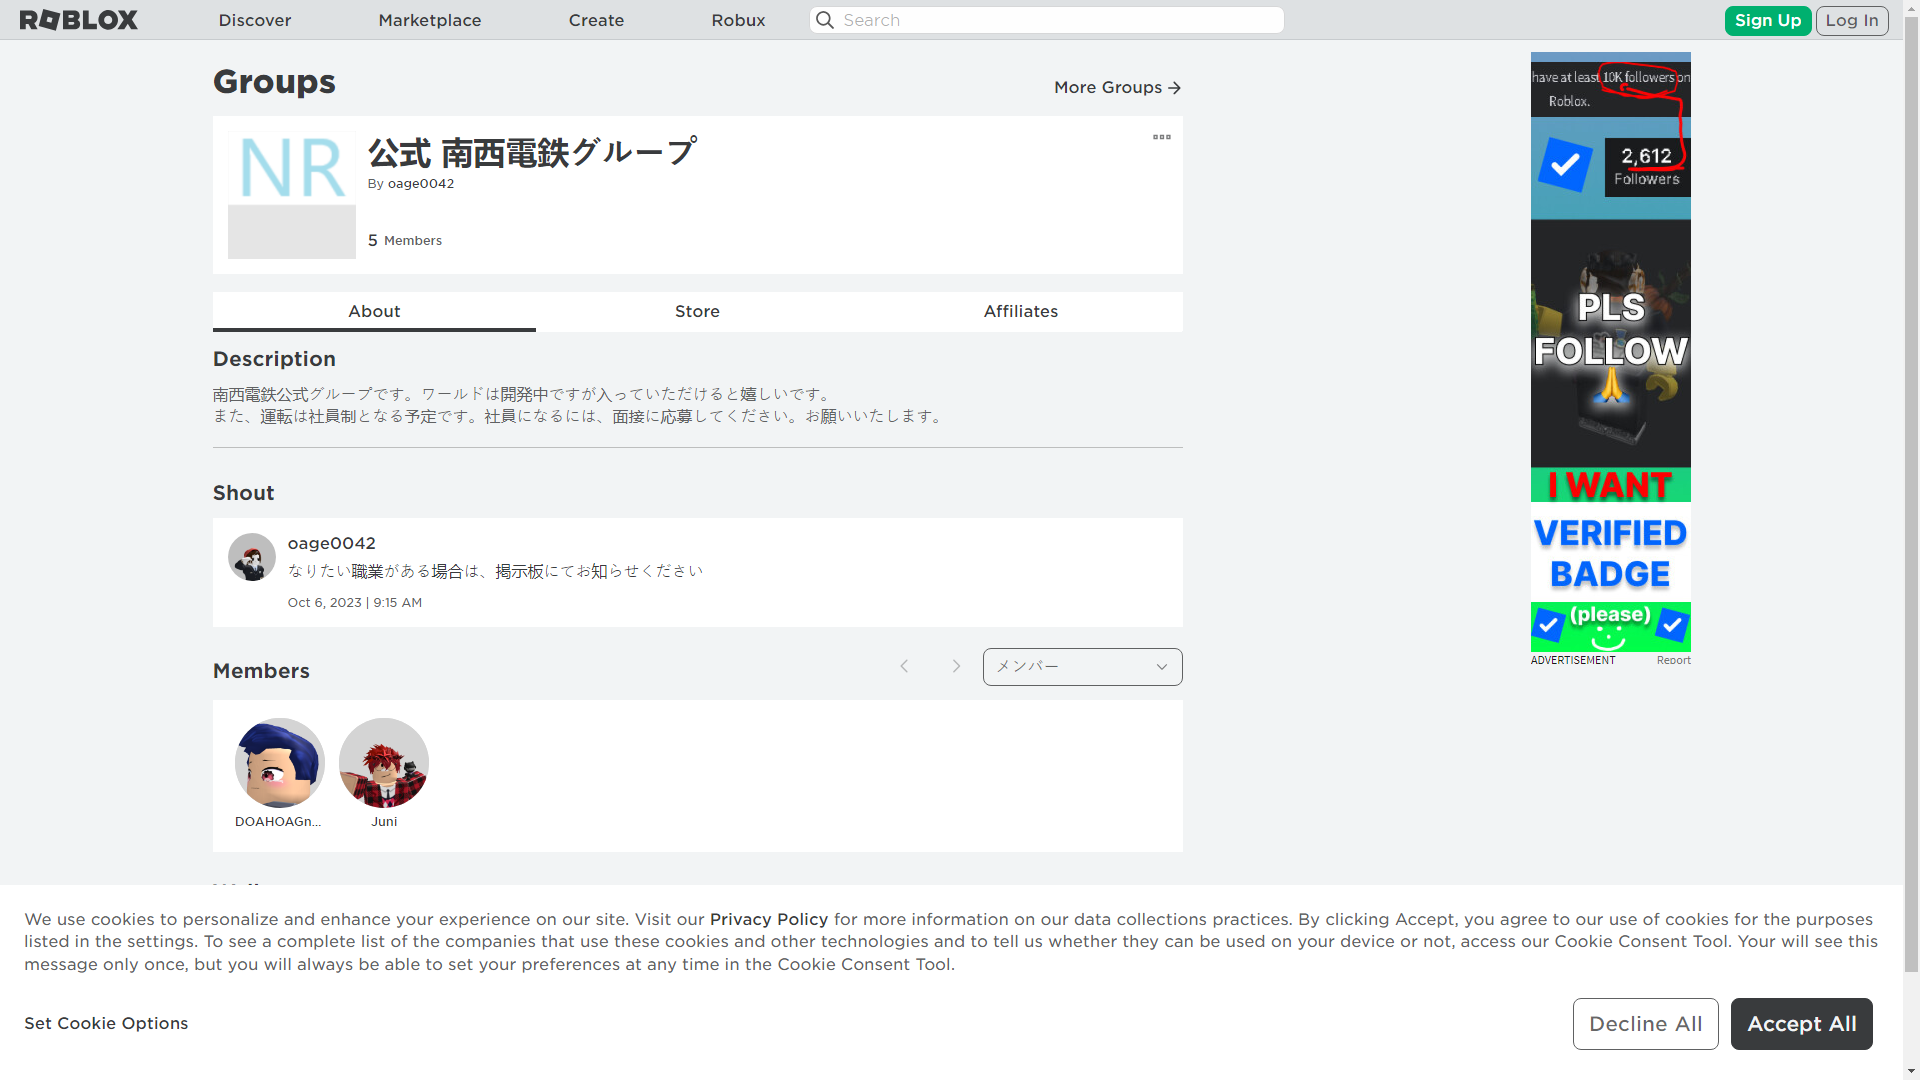 ROBLOX
Discover
Marketplace
Create
Robux
Search
Sign Up
Log In
Groups
More Groups
NR
公式 南西電鉄グループ
By oage0042
5 Members
About
Store
Affiliates
Description
南西電鉄公式グループです。ワールドは開発中ですが入っていただけると嬉しいです。
また、運転は社員制となる予定です。社員になるには、面接に応募してください。お願いいたします。
Shout
oage0042
なりたい職業がある場合は、掲示板にてお知らせください
Oct 6, 2023 | 9:15 AM
Members
メンバー
DOAHOAGn...
Juni
have at least 10K followers on
Roblox.
2,612
Followers
PLS
FOLLOW
I WANT
VERIFIED
BADGE
(please)
ADVERTISEMENT
Report
We use cookies to personalize and enhance your experience on our site. Visit our Privacy Policy for more information on our data collections practices. By clicking Accept, you agree to our use of cookies for the purposes
listed in the settings. To see a complete list of the companies that use these cookies and other technologies and to tell us whether they can be used on your device or not, access our Cookie Consent Tool. Your will see this
message only once, but you will always be able to set your preferences at any time in the Cookie Consent Tool.
Set Cookie Options
Decline All
Accept All